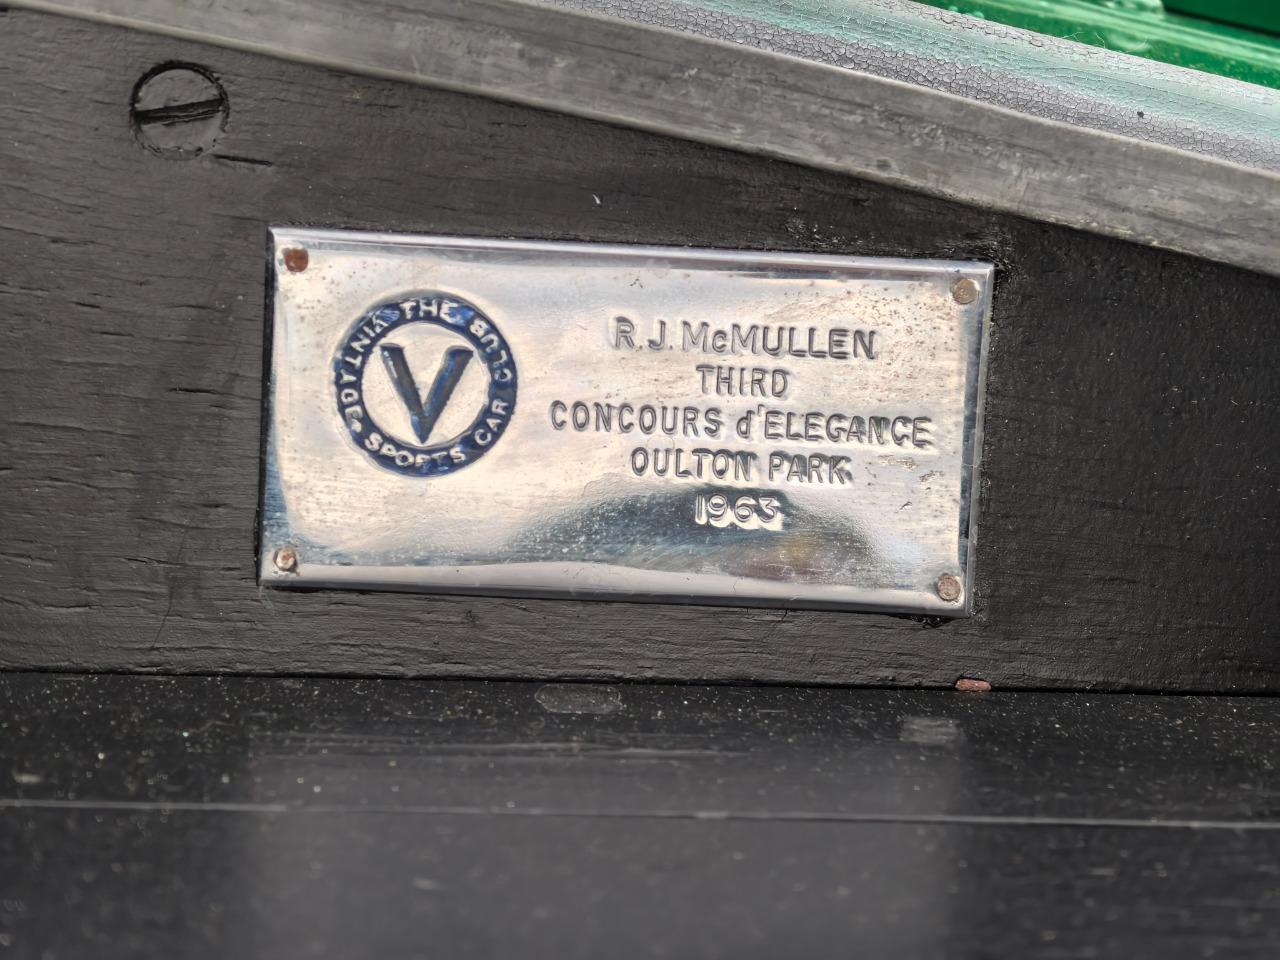 THE VINTAGE SPORTS CAR CLUB
V
R.J. McMULLEN
THIRD
CONCOURS d'ELEGANCE
OULTON PARK
1963